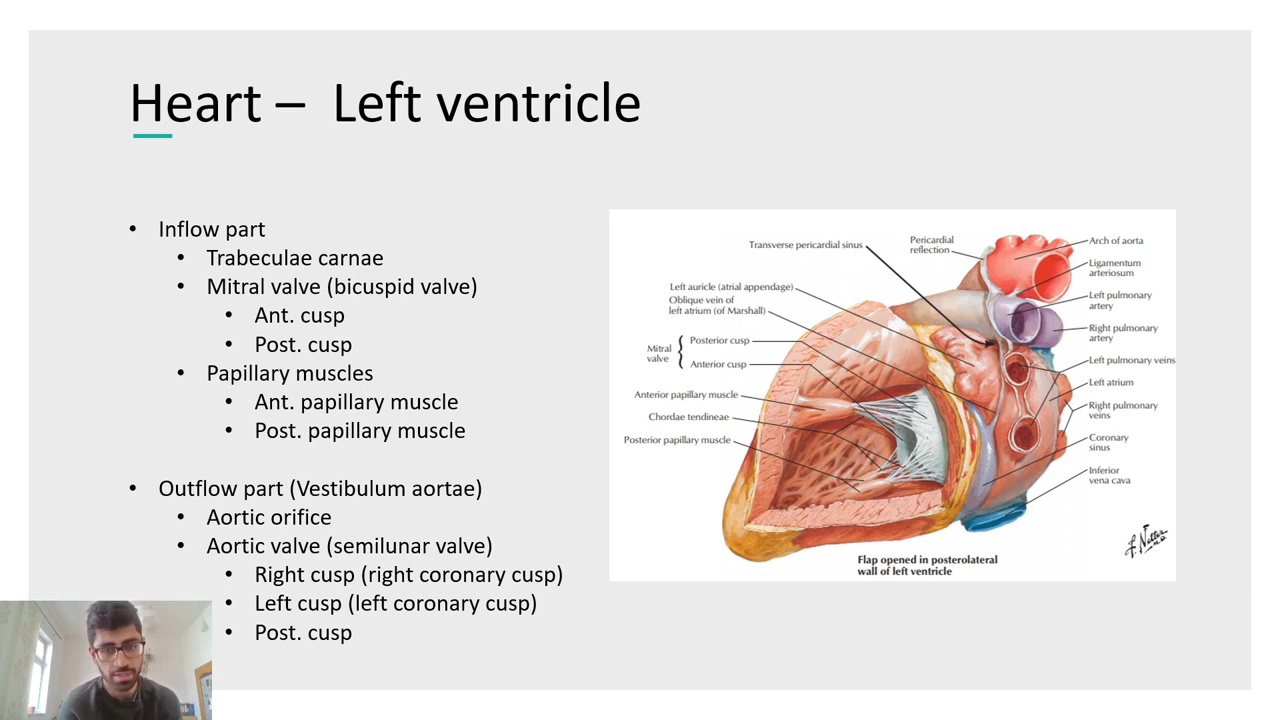 Heart – Left ventricle
• Inflow part
• Trabeculae carnae
• Mitral valve (bicuspid valve)
• Ant. cusp
• Post. cusp
• Papillary muscles
• Ant. papillary muscle
• Post. papillary muscle
• Outflow part (Vestibulum aortae)
• Aortic orifice
• Aortic valve (semilunar valve)
• Right cusp (right coronary cusp)
• Left cusp (left coronary cusp)
• Post. cusp
Transverse pericardial sinus
Pericardial
reflection
Left auricle (atrial appendage)
Oblique vein of
left atrium (of Marshall)
Mitral
valve
Posterior cusp
Anterior cusp
Anterior papillary muscle
Chordae tendineae
Posterior papillary muscle
Arch of aorta
Ligamentum
arteriosum
Left pulmonary
artery
Right pulmonary
artery
Left pulmonary veins
Left atrium
Right pulmonary
veins
Coronary
sinus
Inferior
vena cava
Flap opened in posterolateral
wall of left ventricle